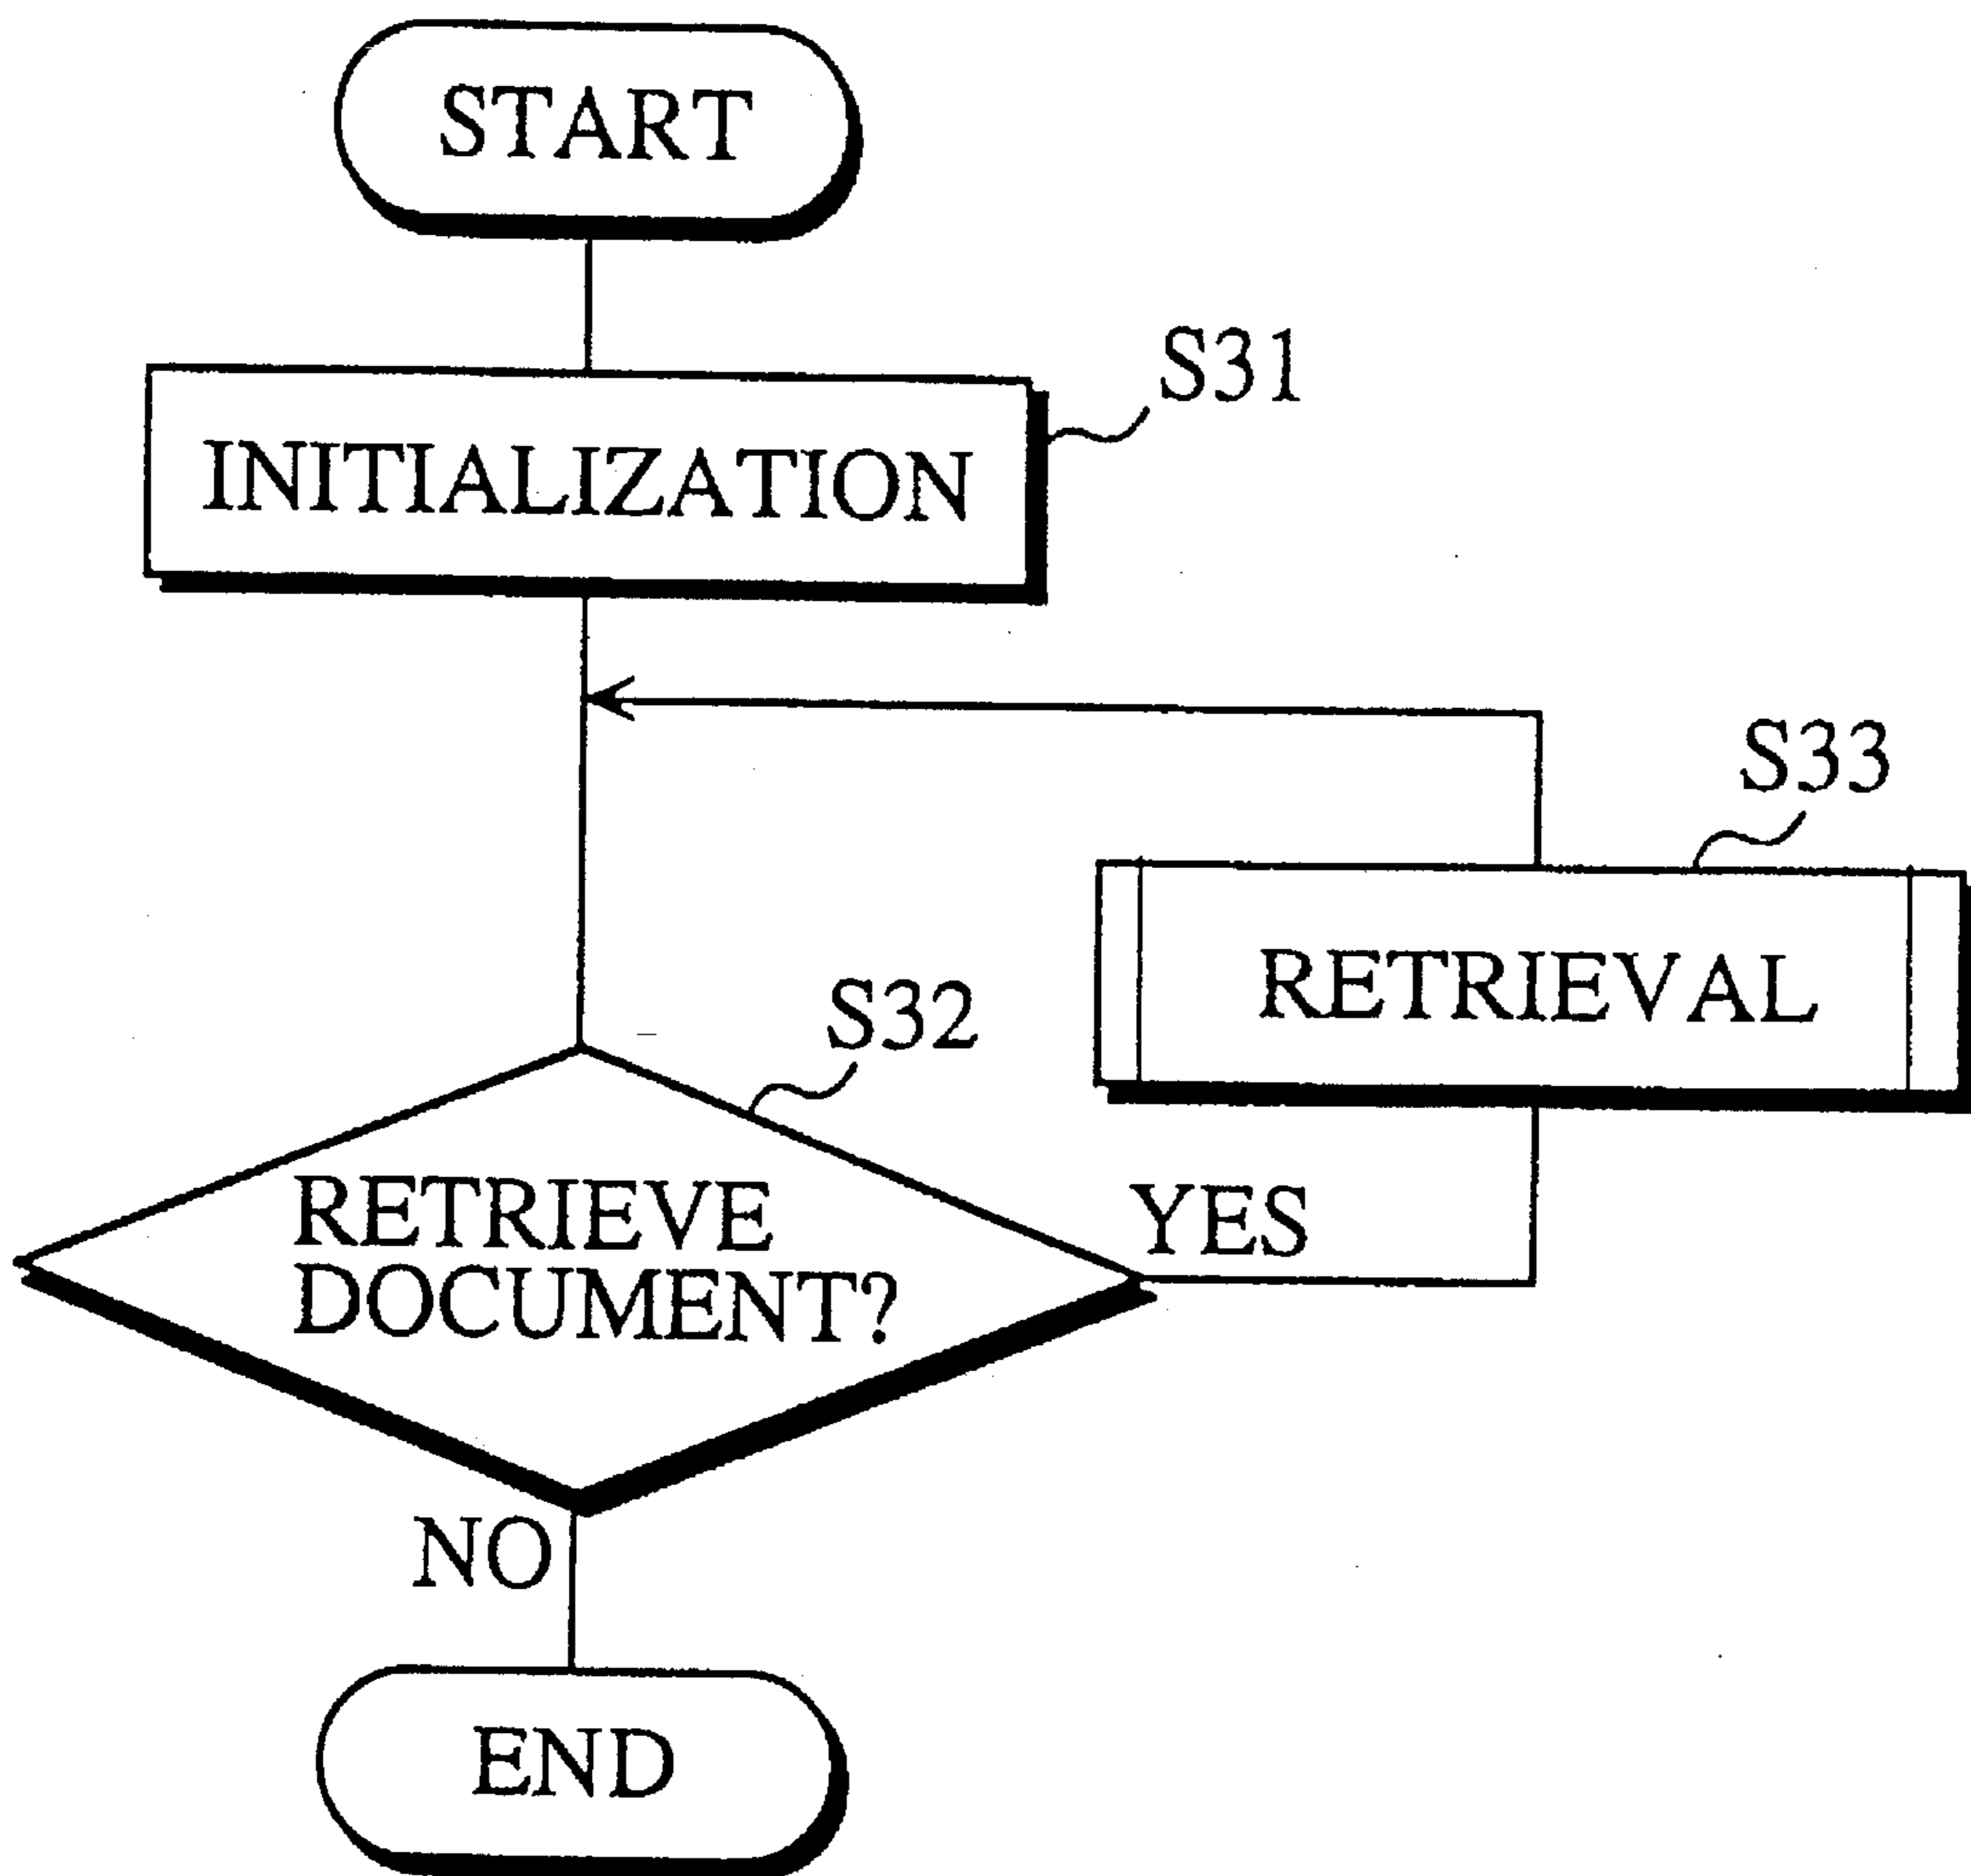 START
S31
INITIALIZATION
S33
RETRIEVAL
S32
RETRIEVE
DOCUMENT?
YES
NO
END